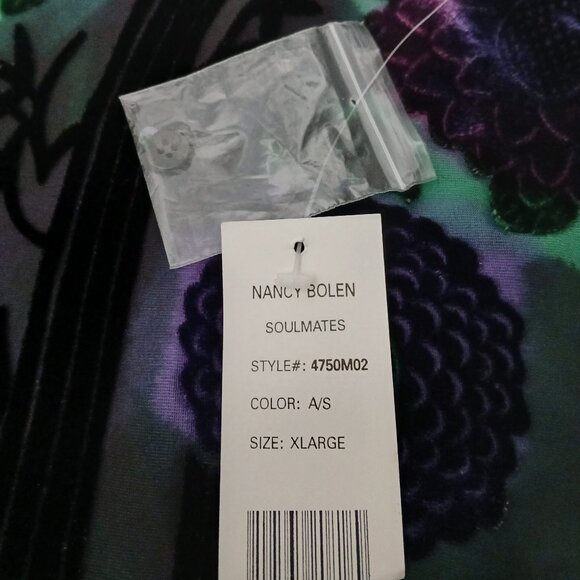 NANCY BOLEN
SOULMATES
STYLE#: 4750M02
COLOR: A/S
SIZE: XLARGE